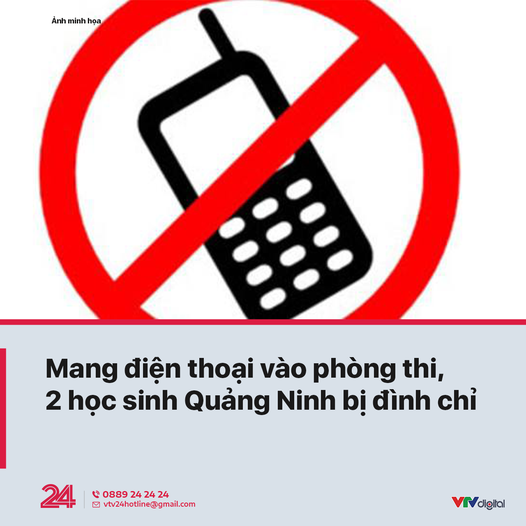 Ảnh minh họa
Mang điện thoại vào phòng thi,
2 học sinh Quảng Ninh bị đình chỉ
24
0889 24 24 24
vtv24hotline@gmail.com
VTVdigital